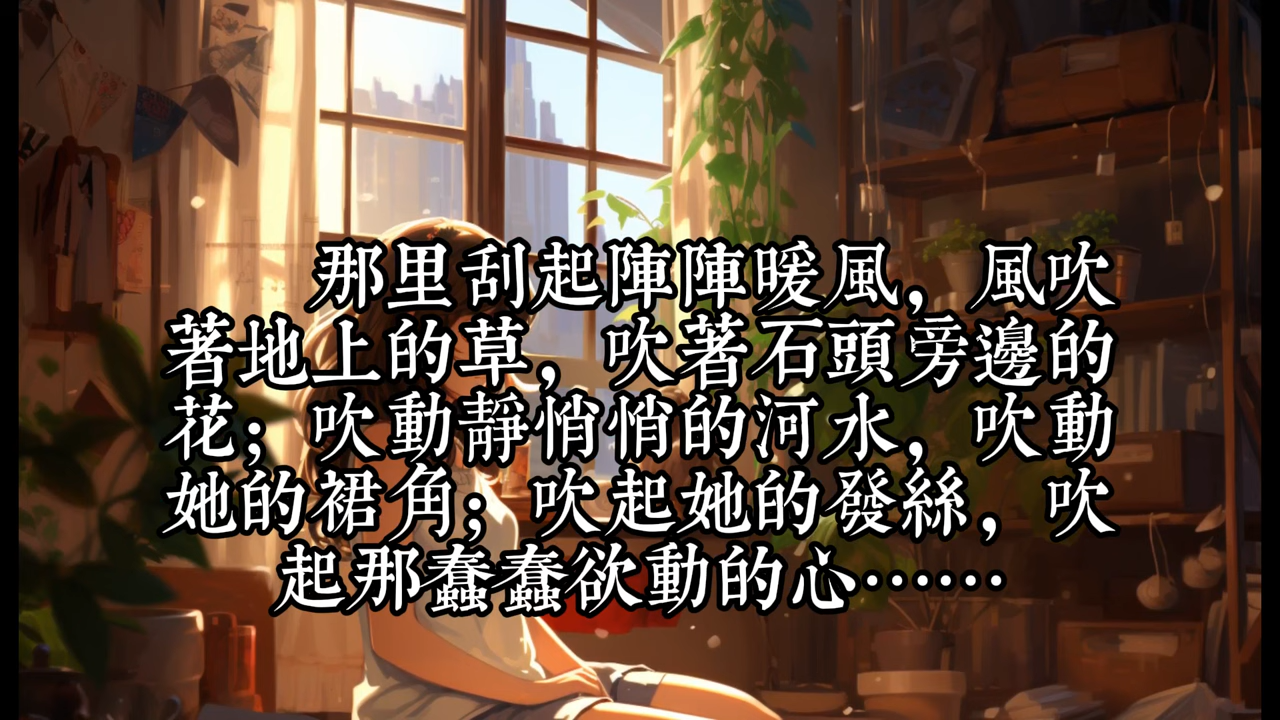 那里刮起陣陣暖風，風吹
著地上的草，吹著石頭旁邊的
花；吹動靜悄悄的河水，吹動
她的裙角；吹起她的發絲，吹
起那蠢蠢欲動的心……